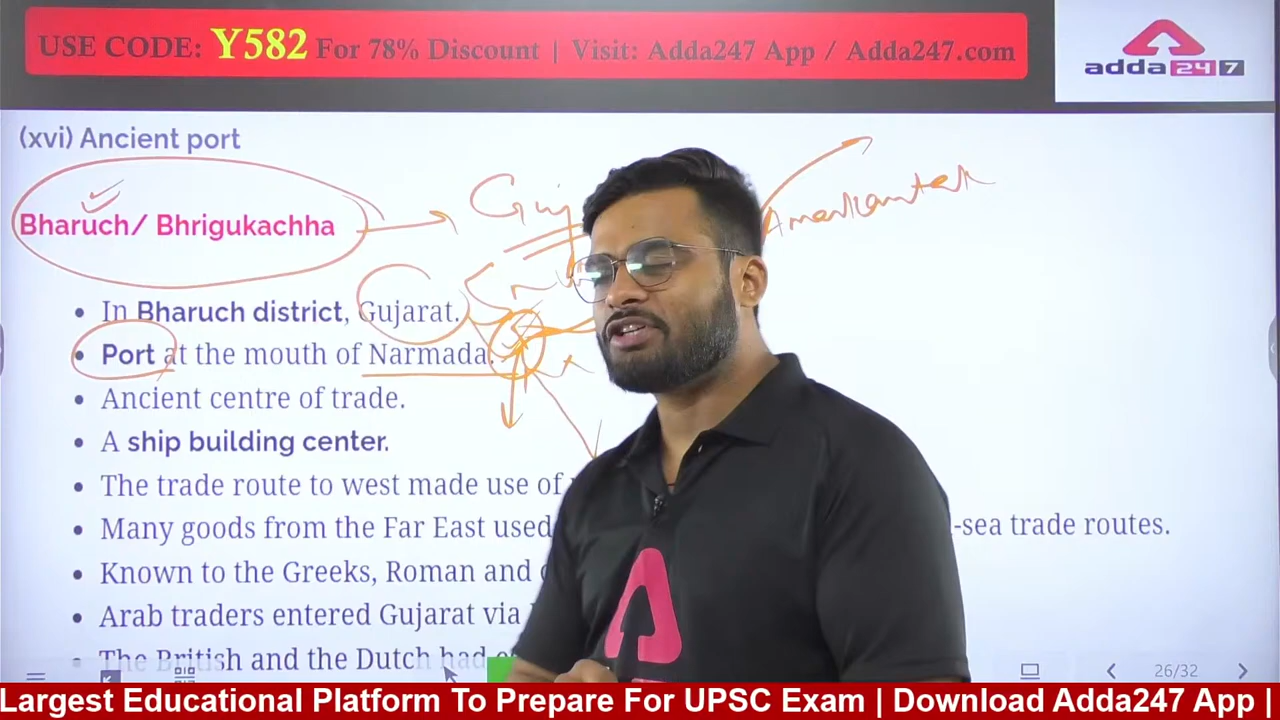 USE CODE: Y582 For 78% Discount | Visit: Adda247 App / Adda247.com
adda 247
(xvi) Ancient port
Bharuch/ Bhrigukachha
Guj
Amarkantak
• In Bharuch district, Gujarat.
• Port at the mouth of Narmada.
• Ancient centre of trade.
• A ship building center.
• The trade route to west made use of
• Many goods from the Far East used -sea trade routes.
• Known to the Greeks, Roman and
• Arab traders entered Gujarat via
• The British and the Dutch had
26/32
Largest Educational Platform To Prepare For UPSC Exam | Download Adda247 App |